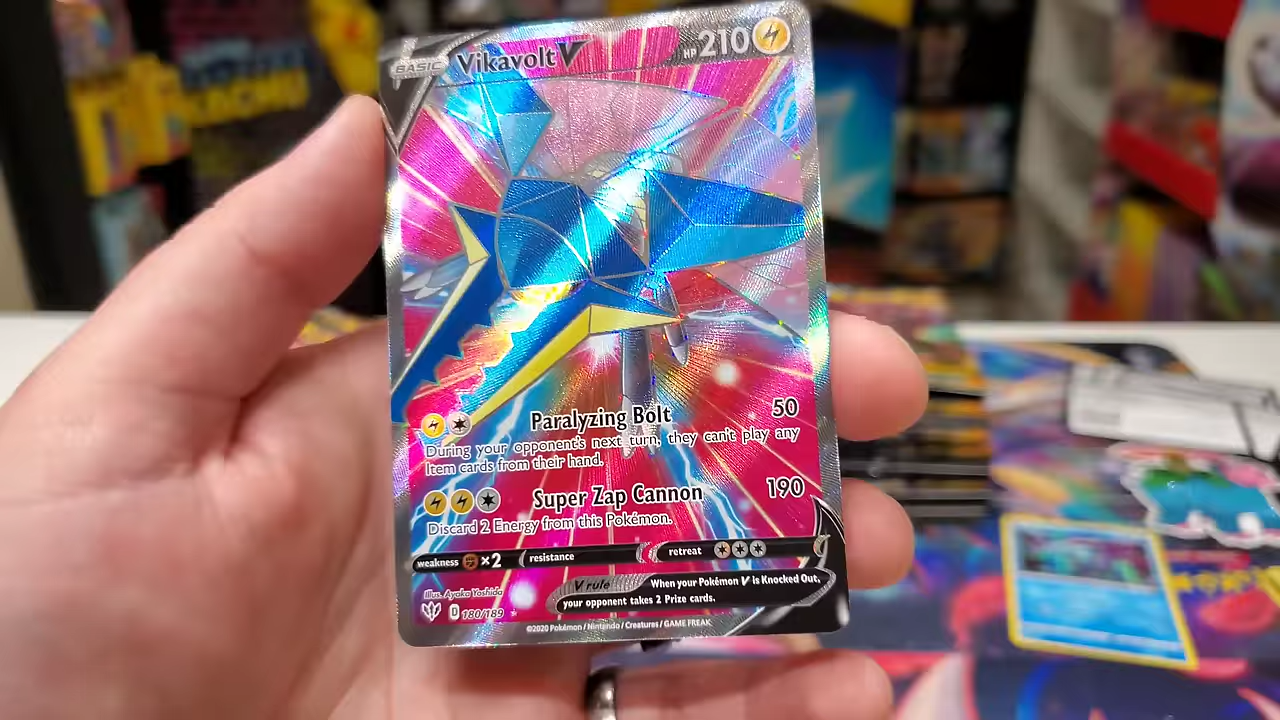 BASIC Vikavolt V HP 210
Paralyzing Bolt 50
During your opponent's next turn, they can't play any
Item cards from their hand.
Super Zap Cannon 190
Discard 2 Energy from this Pokémon.
weakness ×2 resistance retreat
V rule When your Pokémon V is Knocked Out,
your opponent takes 2 Prize cards.
Illus. Ayaka Yoshida
D 180/189
©2020 Pokémon / Nintendo / Creatures / GAME FREAK
PIKACHU